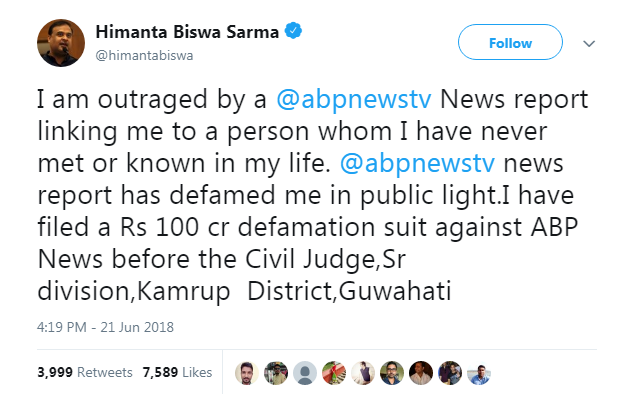 Himanta Biswa Sarma
@himantabiswa
Follow
I am outraged by a @abpnewstv News report
linking me to a person whom I have never
met or known in my life. @abpnewstv news
report has defamed me in public light.I have
filed a Rs 100 cr defamation suit against ABP
News before the Civil Judge,Sr
division,Kamrup  District,Guwahati
4:19 PM - 21 Jun 2018
3,999 Retweets 7,589 Likes